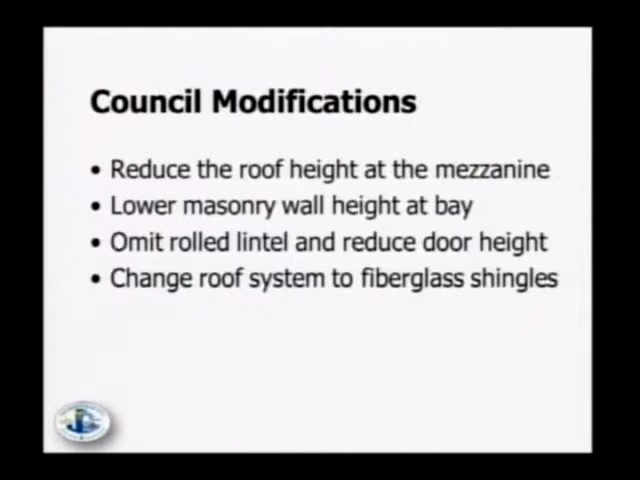 Council Modifications
• Reduce the roof height at the mezzanine
• Lower masonry wall height at bay
• Omit rolled lintel and reduce door height
• Change roof system to fiberglass shingles